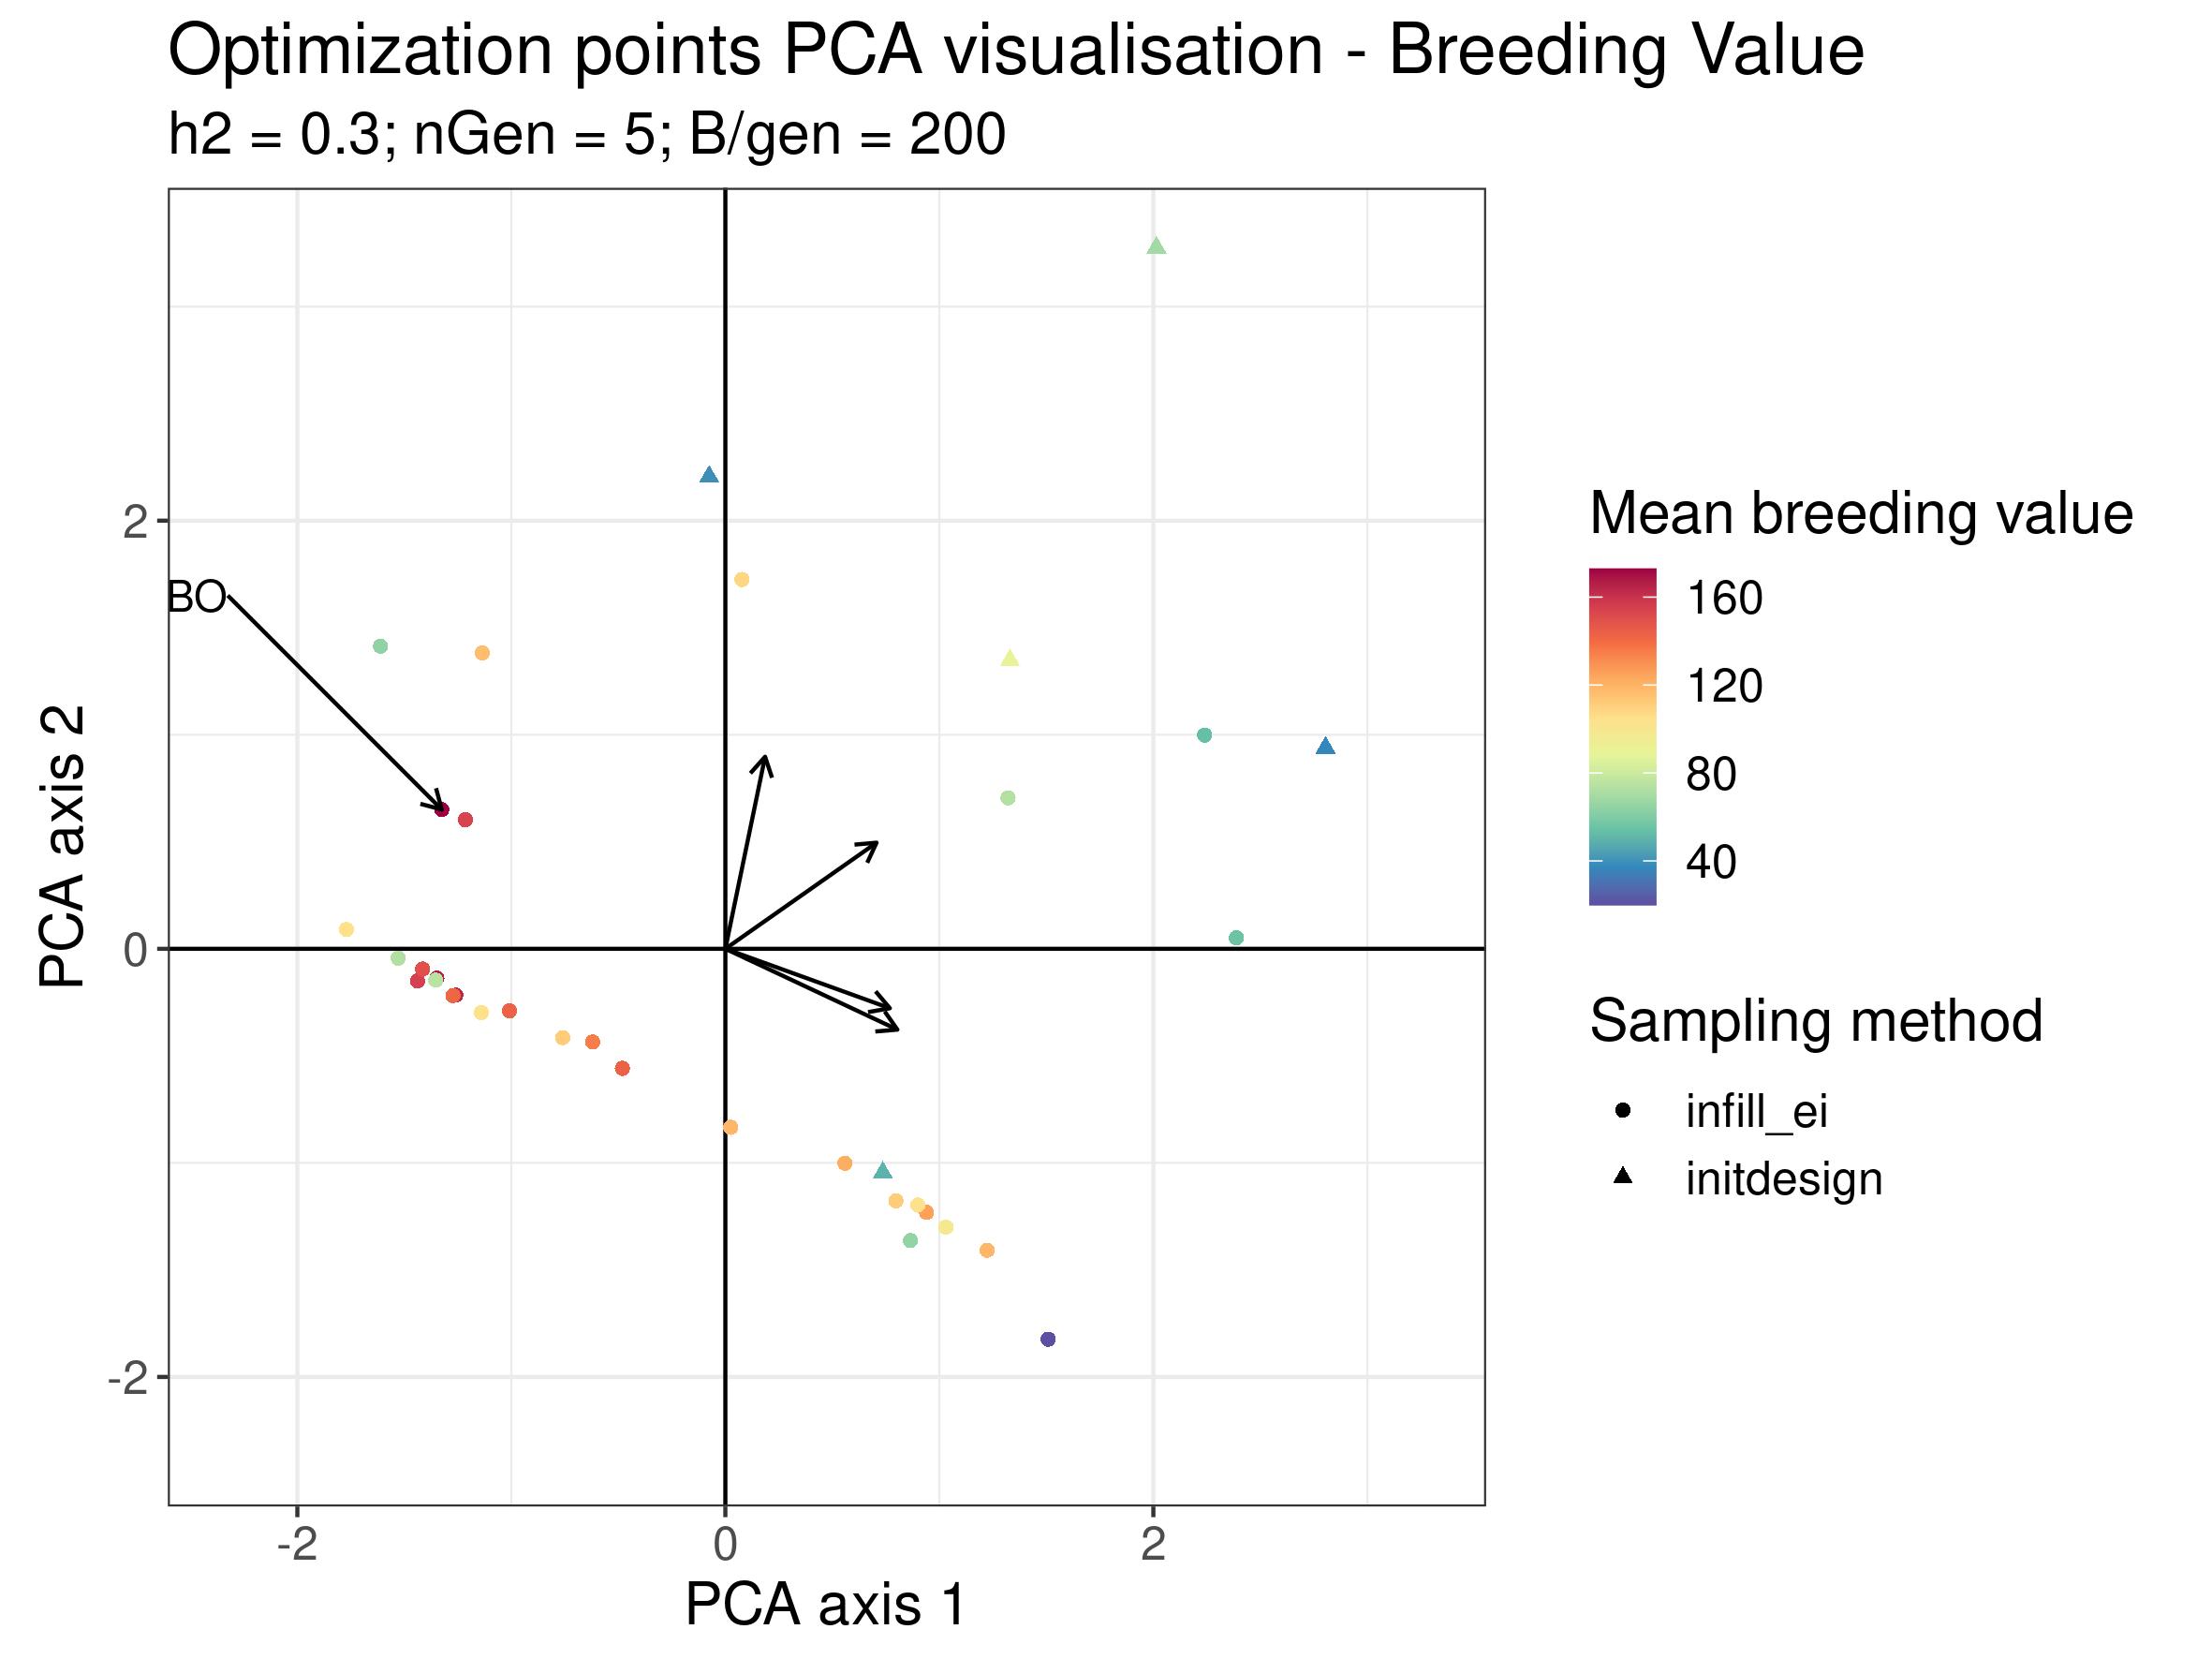 Optimization points PCA visualisation - Breeding Value
h2 = 0.3; nGen = 5; B/gen = 200
PCA axis 2
2
0
-2
BO
-2
0
2
PCA axis 1
Mean breeding value
160
120
80
40
Sampling method
infill_ei
initdesign